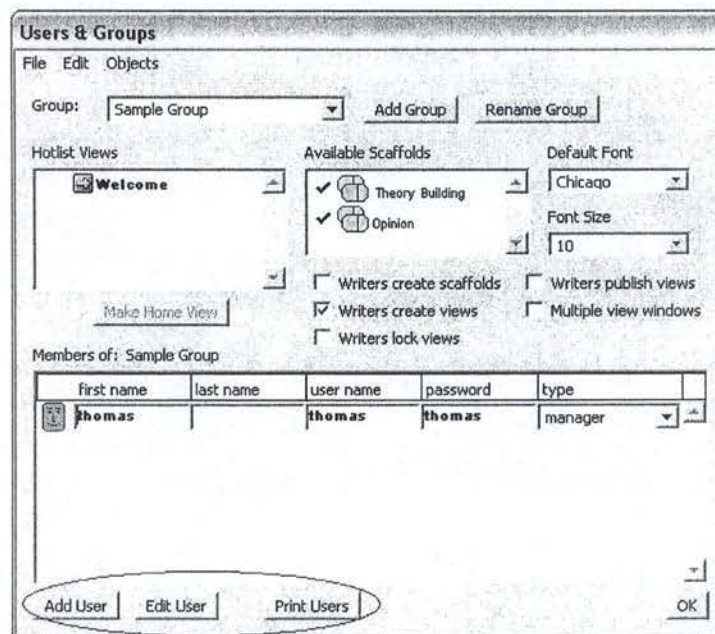 Users & Groups
File Edit Objects
Group: Sample Group Add Group Rename Group
Hotlist Views Available Scaffolds Default Font
Welcome Theory Building Chicago
Opinion Font Size
10
Writers create scaffolds Writers publish views
Make Home View Writers create views Multiple view windows
Writers lock views
Members of: Sample Group
first name last name user name password type
thomas thomas thomas manager
Add User Edit User Print Users OK